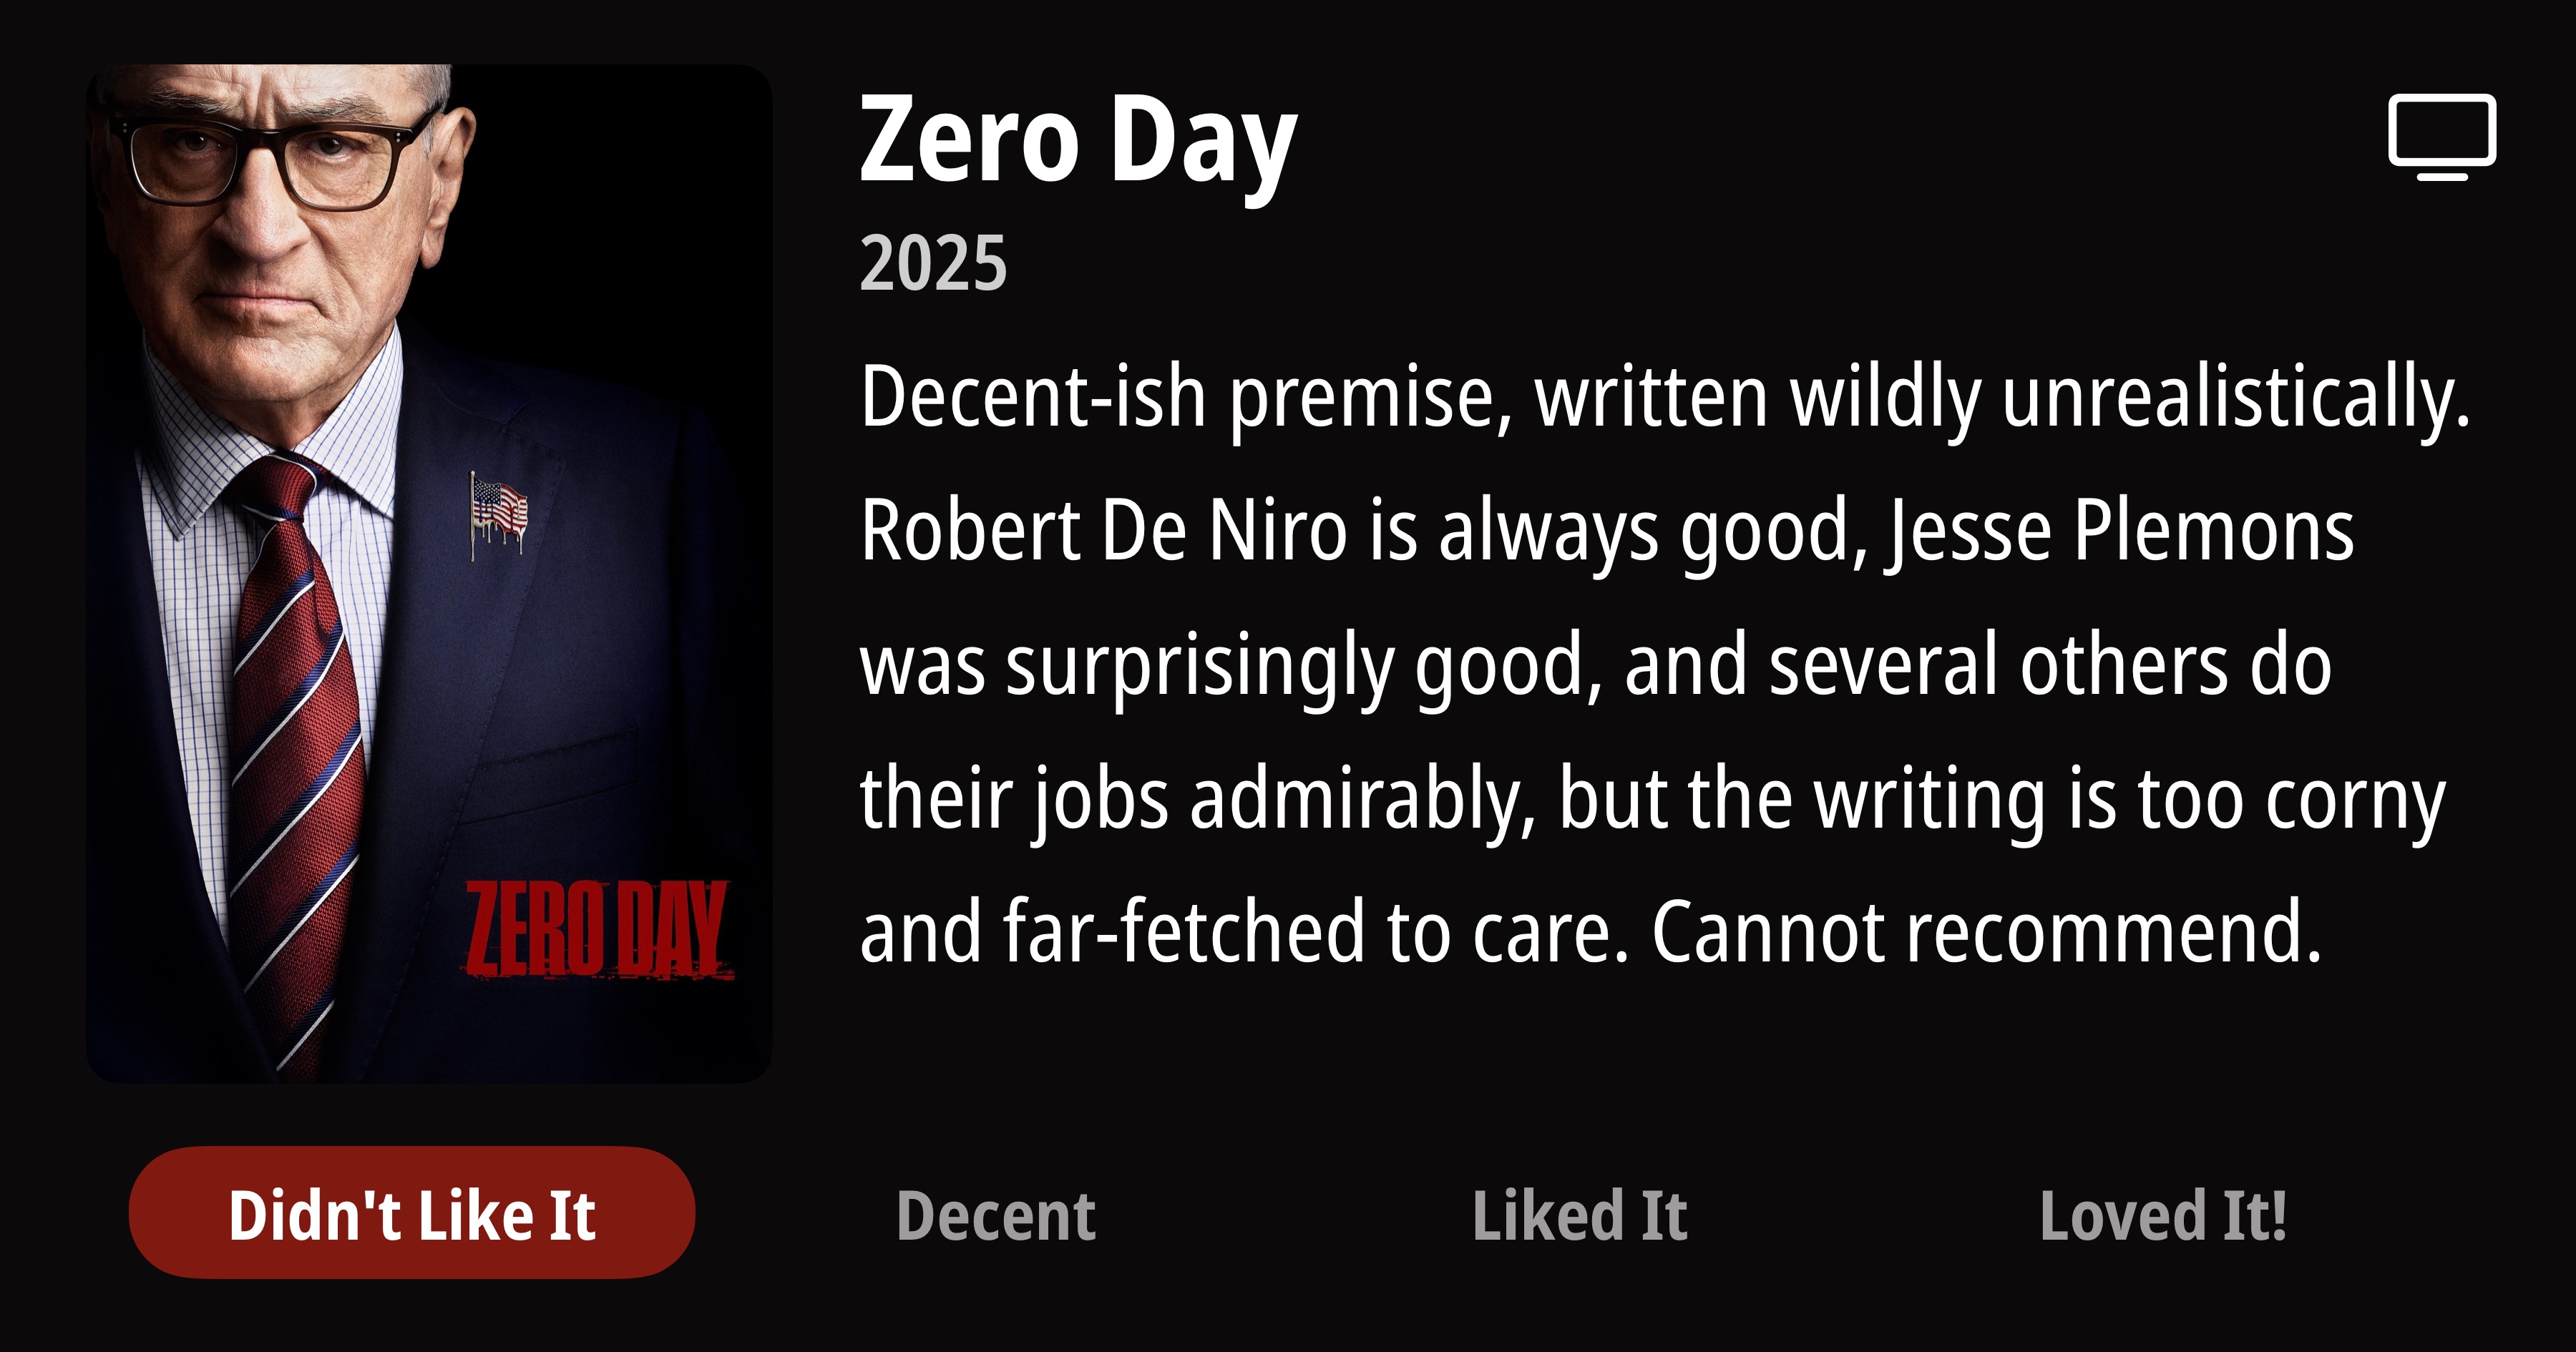 Zero Day
2025
Decent-ish premise, written wildly unrealistically.
Robert De Niro is always good, Jesse Plemons
was surprisingly good, and several others do
their jobs admirably, but the writing is too corny
and far-fetched to care. Cannot recommend.
ZERO DAY
Didn't Like It
Decent
Liked It
Loved It!